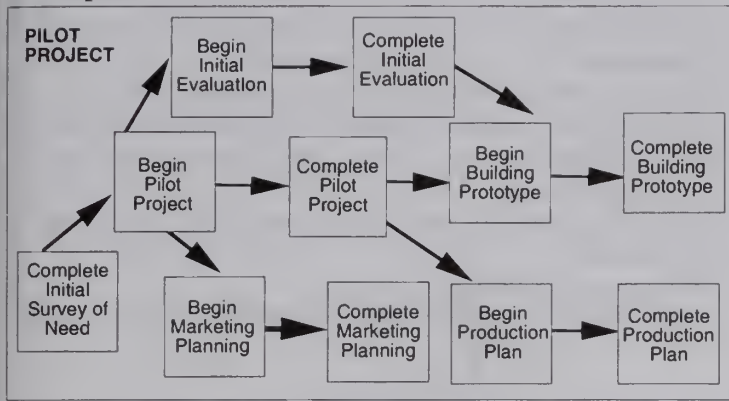 PILOT
PROJECT
Begin
Initial
Evaluation
Complete
Initial
Evaluation
Begin
Pilot
Project
Complete
Pilot
Project
Begin
Building
Prototype
Complete
Building
Prototype
Complete
Initial
Survey of
Need
Begin
Marketing
Planning
Complete
Marketing
Planning
Begin
Production
Plan
Complete
Production
Plan